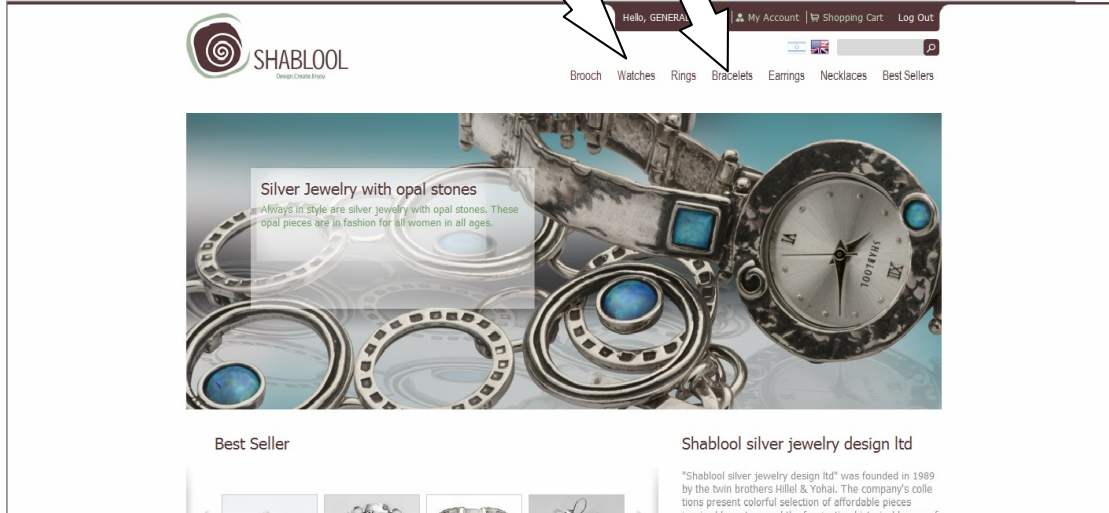 Hello, GENERAL
My Account
Shopping Cart
Log Out
SHABLOOL
Design.Create.Enjoy
Brooch Watches Rings Bracelets Earrings Necklaces Best Sellers
Silver Jewelry with opal stones
Always in style are silver jewelry with opal stones. These
opal pieces are in fashion for all women in all ages.
VI
XII
SHABLOOL
Best Seller
Shablool silver jewelry design ltd
"Shablool silver jewelry design ltd" was founded in 1989
by the twin brothers Hillel & Yohai. The company's colle
tions present colorful selection of affordable pieces